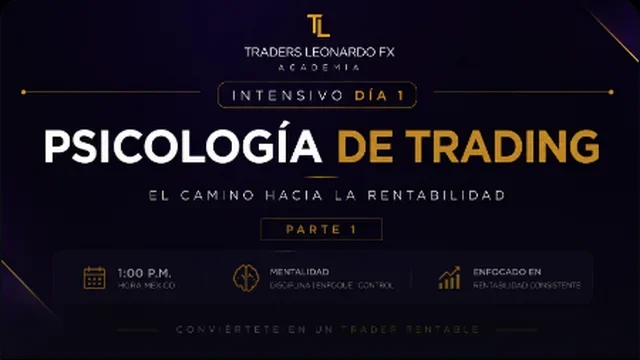 TL
TRADERS LEONARDO FX
ACADEMIA
INTENSIVO DÍA 1
PSICOLOGÍA DE TRADING
EL CAMINO HACIA LA RENTABILIDAD
PARTE 1
1:00 P.M.
HORA MÉXICO
MENTALIDAD
DISCIPLINA | ENFOQUE | CONTROL
ENFOCADO EN
RENTABILIDAD CONSISTENTE
CONVIÉRTETE EN UN TRADER RENTABLE